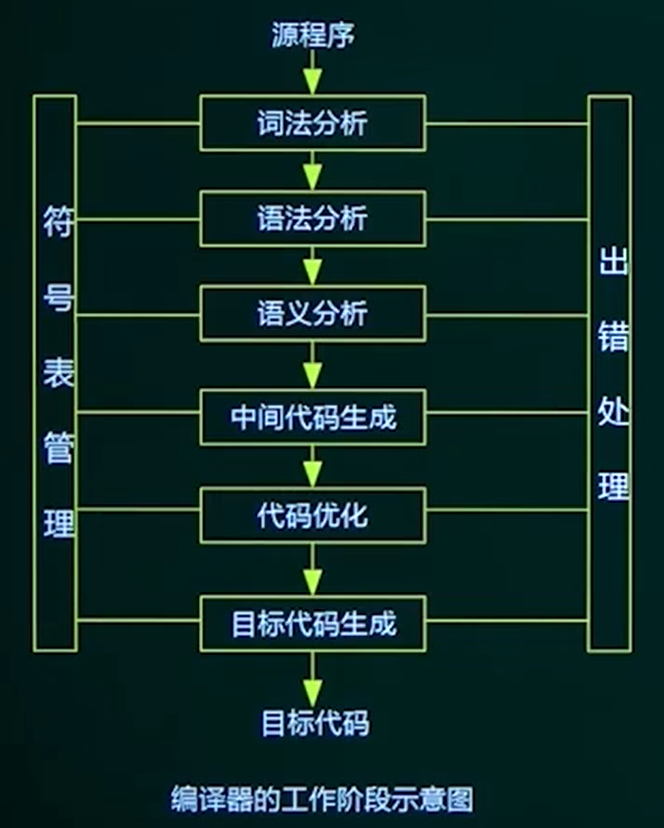 源程序
词法分析
语法分析
语义分析
中间代码生成
代码优化
目标代码生成
目标代码
符号表管理
出错处理
编译器的工作阶段示意图